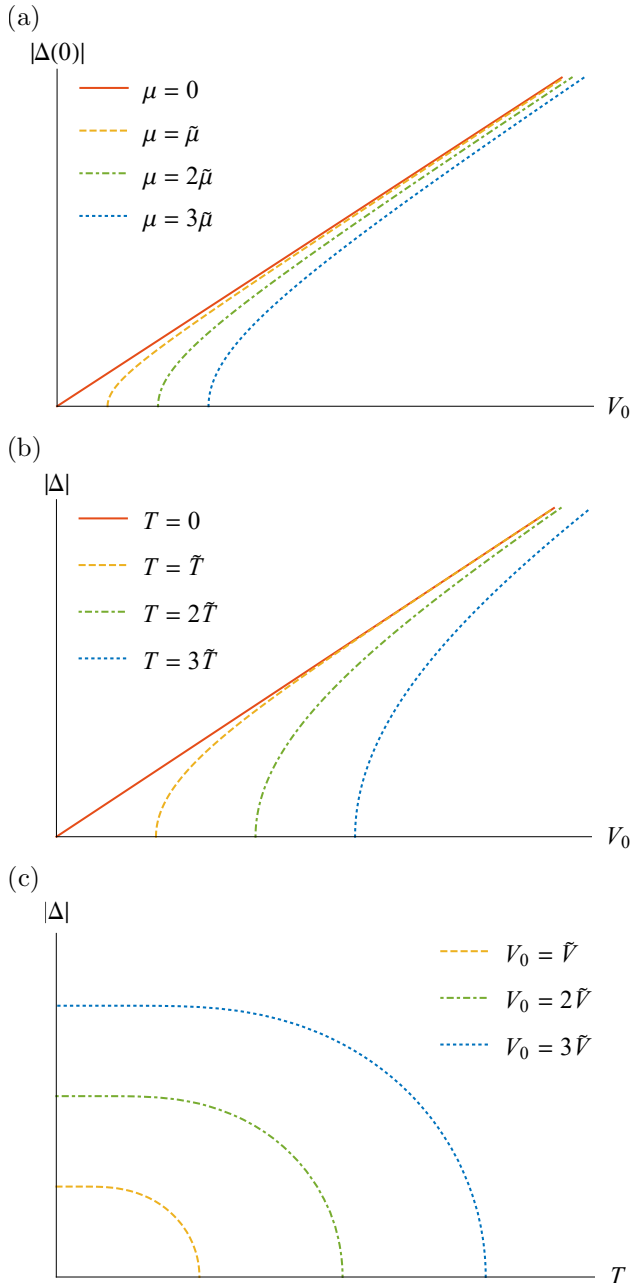 (a)
|Δ(0)|
μ = 0
μ = μ̃
μ = 2μ̃
μ = 3μ̃
V₀
(b)
|Δ|
T = 0
T = T̃
T = 2T̃
T = 3T̃
V₀
(c)
|Δ|
V₀ = Ṽ
V₀ = 2Ṽ
V₀ = 3Ṽ
T